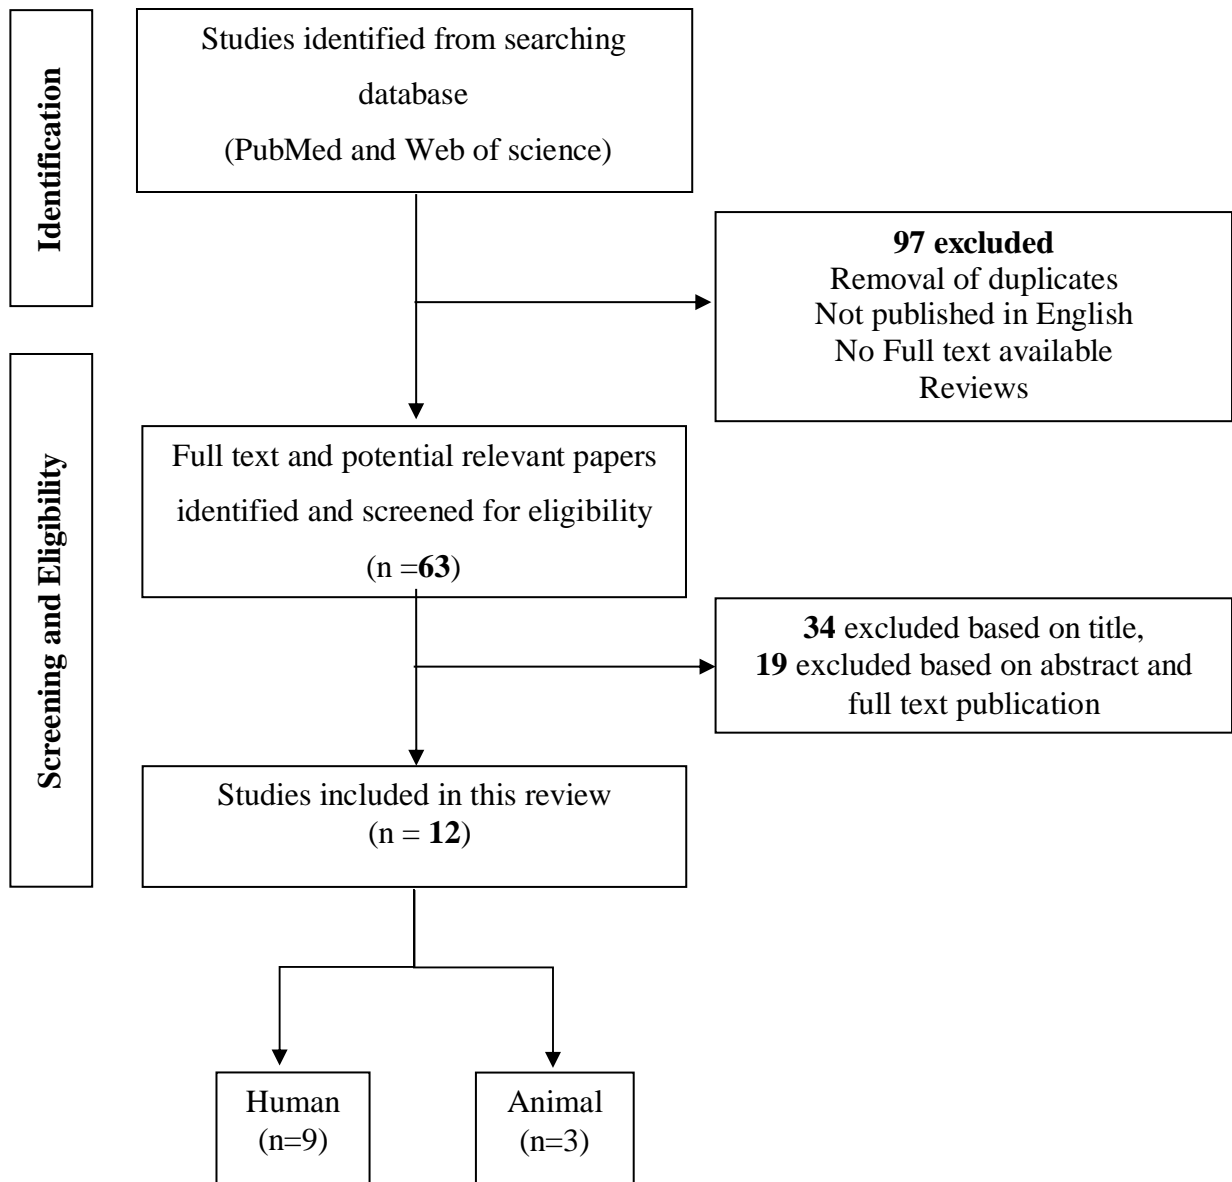 Identification
Studies identified from searching
database
(PubMed and Web of science)
97 excluded
Removal of duplicates
Not published in English
No Full text available
Reviews
Screening and Eligibility
Full text and potential relevant papers
identified and screened for eligibility
(n =63)
34 excluded based on title,
19 excluded based on abstract and
full text publication
Studies included in this review
(n = 12)
Human
(n=9)
Animal
(n=3)